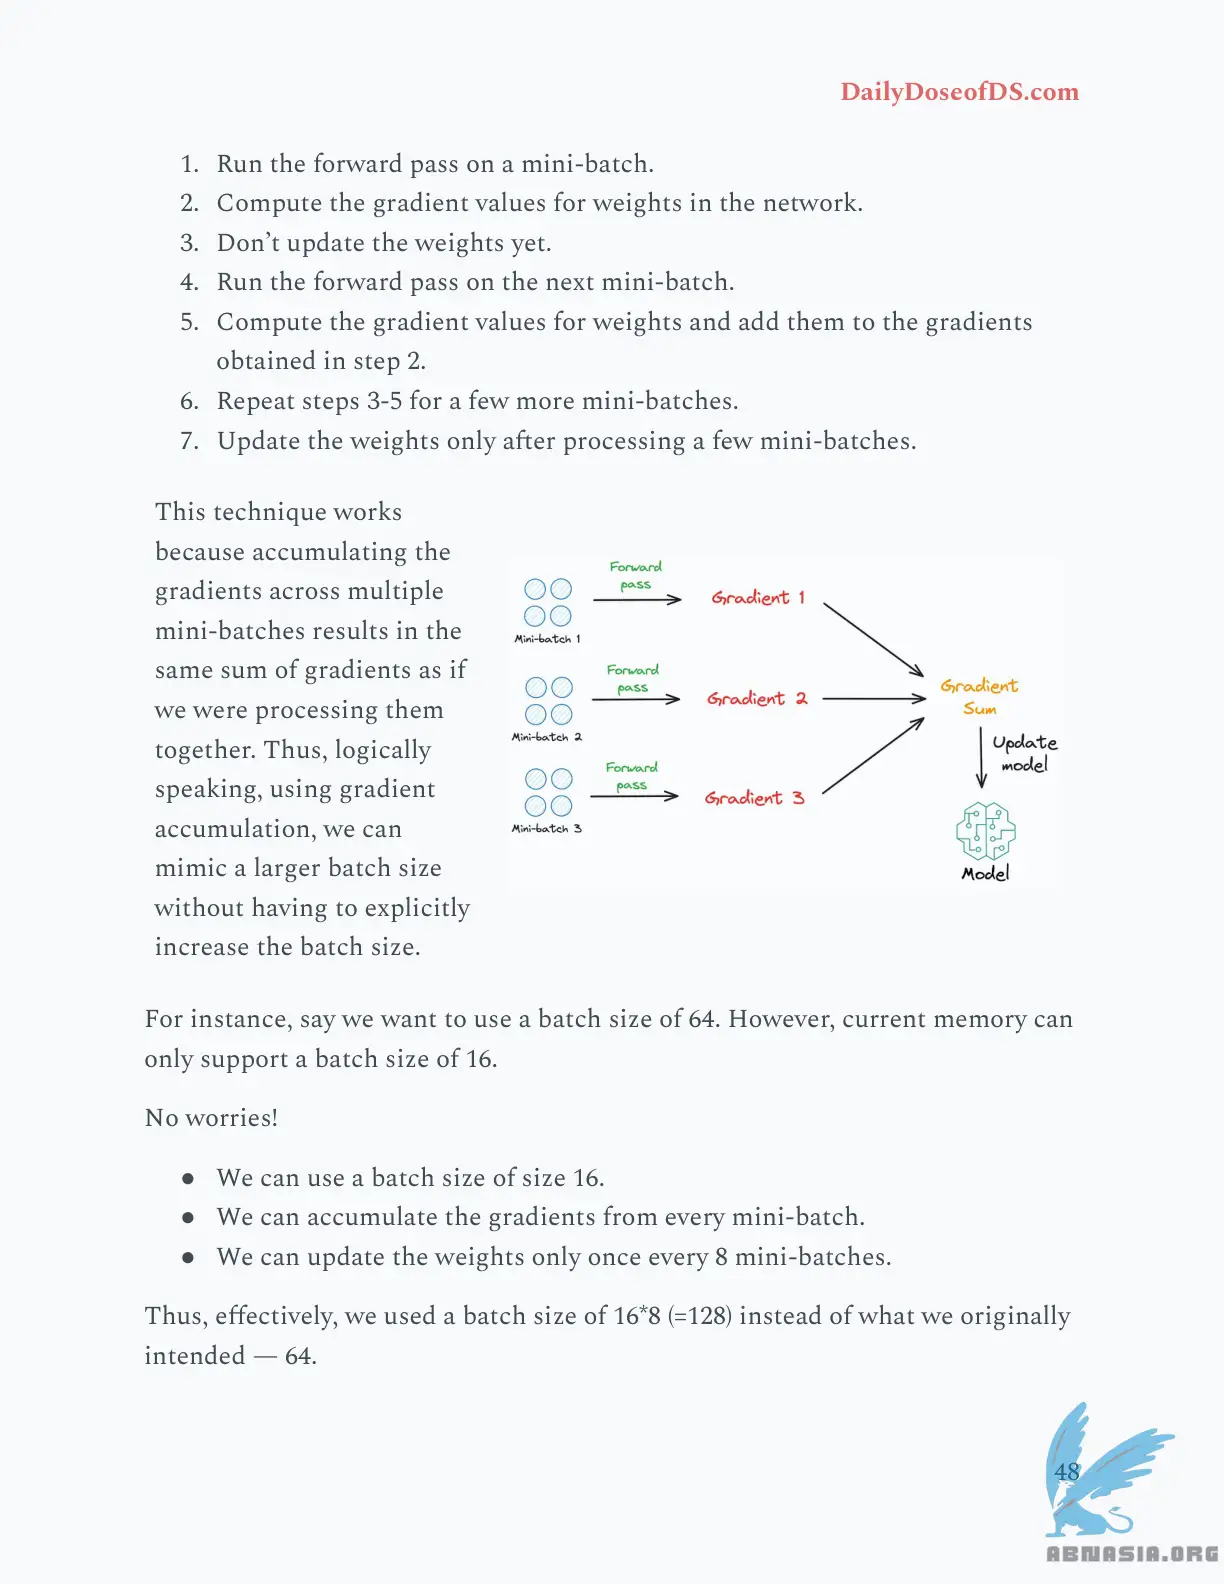 DailyDoseofDS.com
1. Run the forward pass on a mini-batch.
2. Compute the gradient values for weights in the network.
3. Don’t update the weights yet.
4. Run the forward pass on the next mini-batch.
5. Compute the gradient values for weights and add them to the gradients
obtained in step 2.
6. Repeat steps 3-5 for a few more mini-batches.
7. Update the weights only after processing a few mini-batches.
This technique works
because accumulating the
gradients across multiple
mini-batches results in the
same sum of gradients as if
we were processing them
together. Thus, logically
speaking, using gradient
accumulation, we can
mimic a larger batch size
without having to explicitly
increase the batch size.
Forward
pass
Gradient 1
Mini-batch 1
Forward
pass
Gradient 2
Mini-batch 2
Forward
pass
Gradient 3
Mini-batch 3
Gradient
Sum
Update
model
Model
For instance, say we want to use a batch size of 64. However, current memory can
only support a batch size of 16.
No worries!
● We can use a batch size of size 16.
● We can accumulate the gradients from every mini-batch.
● We can update the weights only once every 8 mini-batches.
Thus, effectively, we used a batch size of 16*8 (=128) instead of what we originally
intended — 64.
48
ABNASIA.ORG